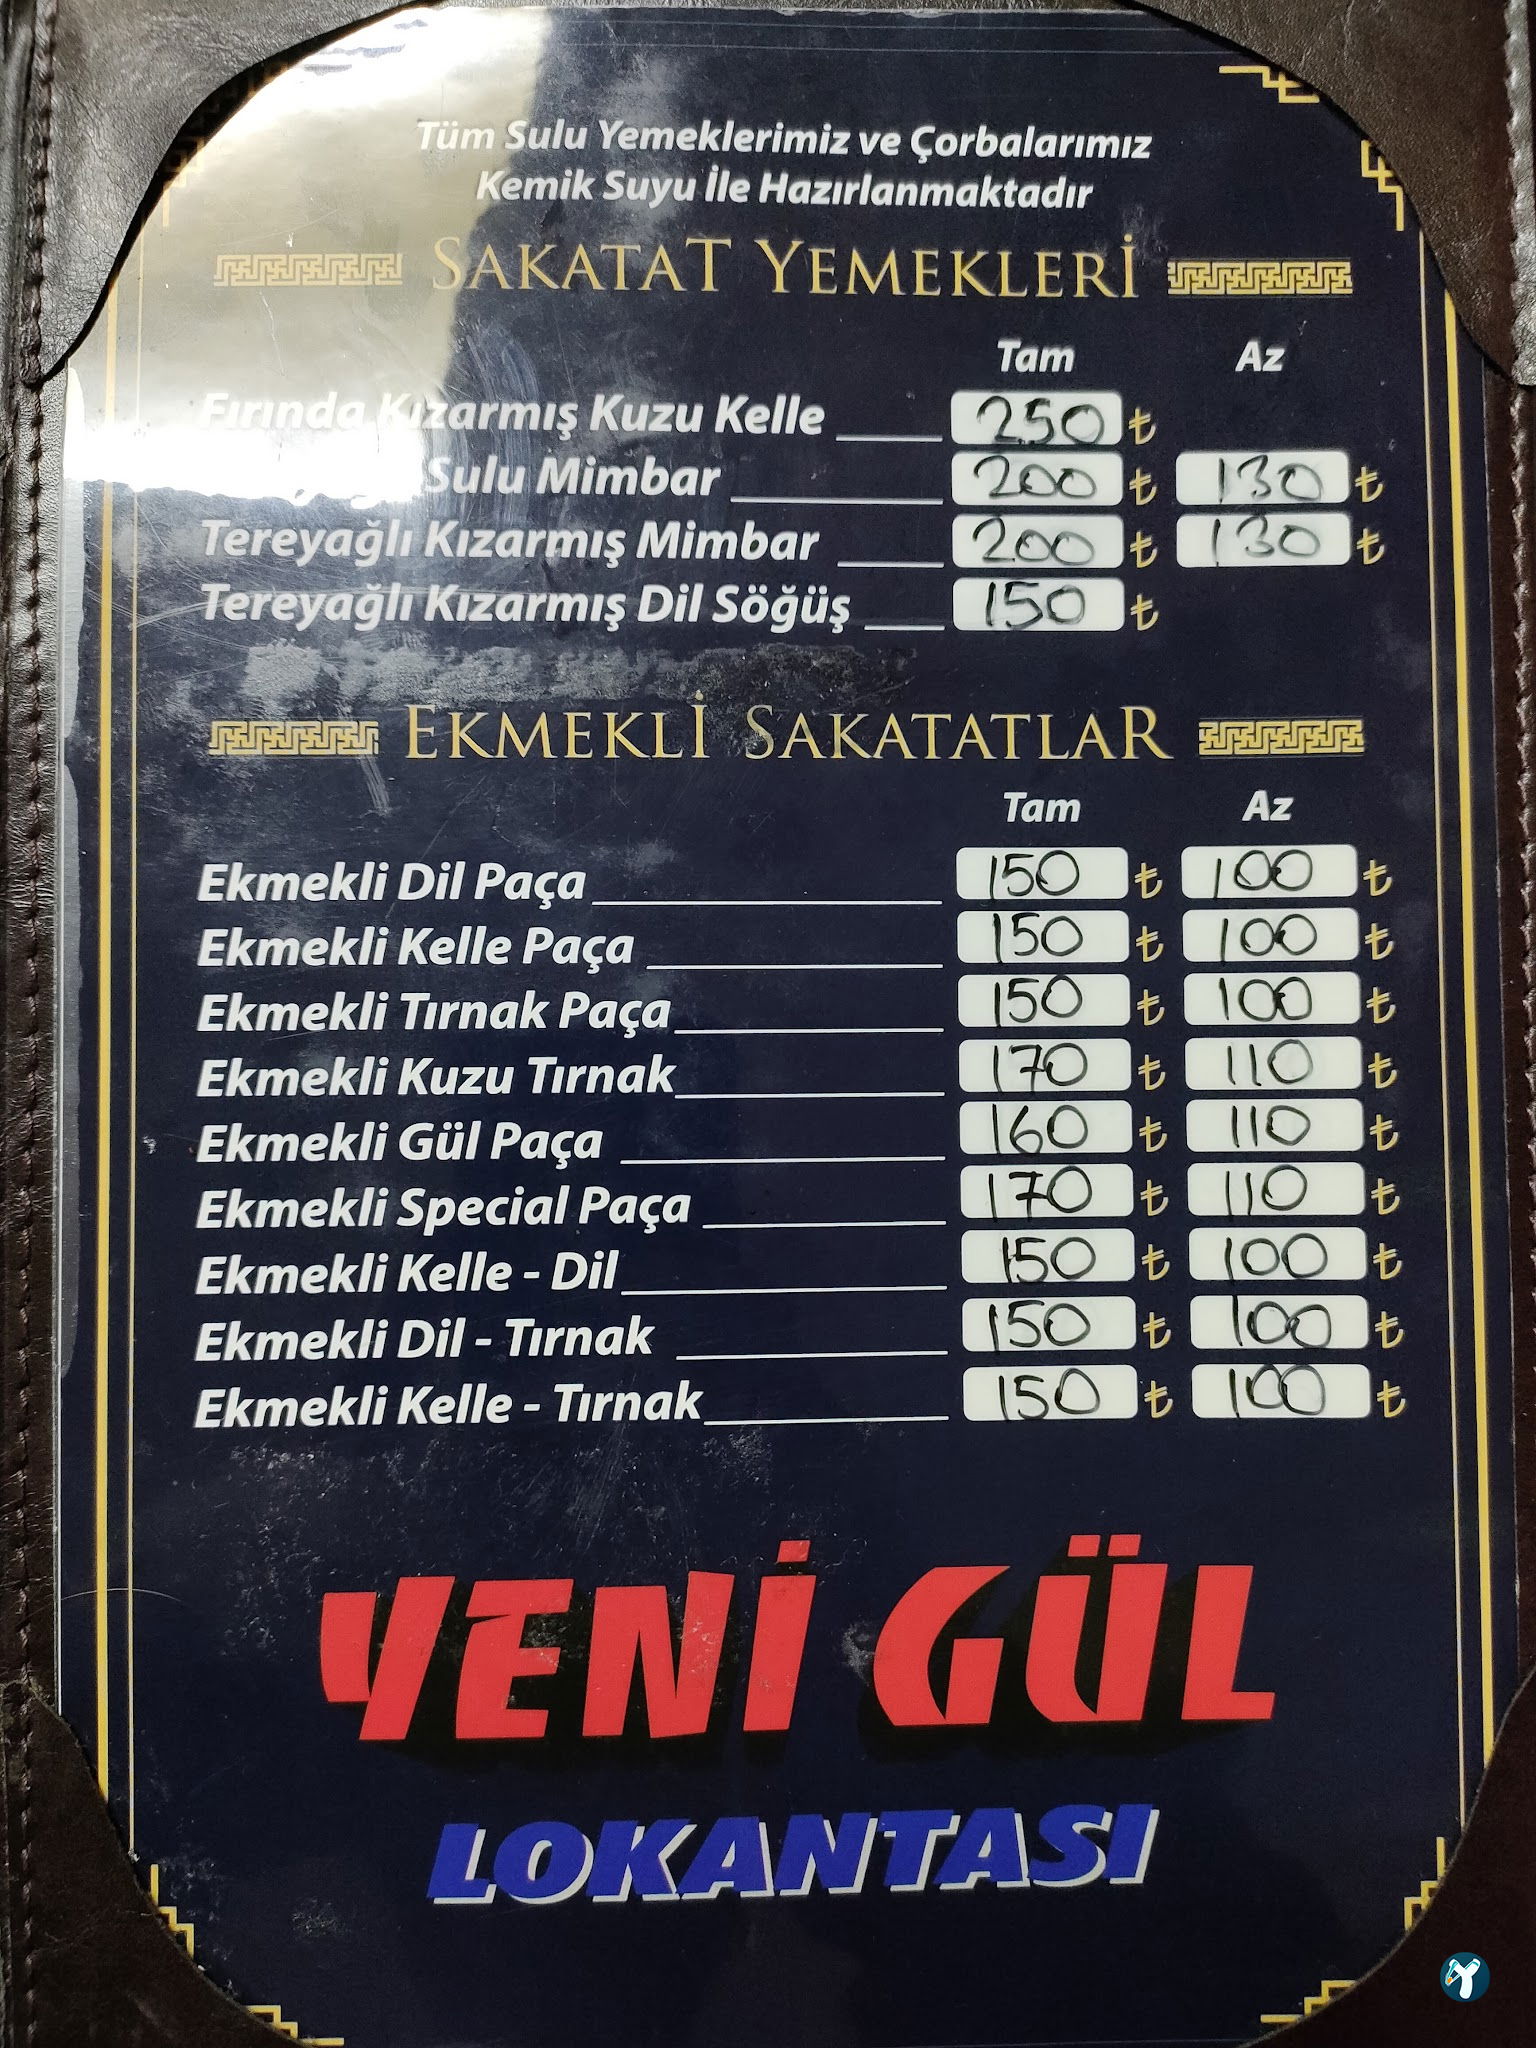 Tüm Sulu Yemeklerimiz ve Çorbalarımız
Kemik Suyu İle Hazırlanmaktadır
SAKATAT YEMEKLERİ
Tam Az
Fırında Kızarmış Kuzu Kelle 250 ₺
Sulu Mimbar 200 ₺ 130 ₺
Tereyağlı Kızarmış Mimbar 200 ₺ 130 ₺
Tereyağlı Kızarmış Dil Söğüş 150 ₺
EKMEKLİ SAKATATLAR
Tam Az
Ekmekli Dil Paça 150 ₺ 100 ₺
Ekmekli Kelle Paça 150 ₺ 100 ₺
Ekmekli Tırnak Paça 150 ₺ 100 ₺
Ekmekli Kuzu Tırnak 170 ₺ 110 ₺
Ekmekli Gül Paça 160 ₺ 110 ₺
Ekmekli Special Paça 170 ₺ 110 ₺
Ekmekli Kelle - Dil 150 ₺ 100 ₺
Ekmekli Dil - Tırnak 150 ₺ 100 ₺
Ekmekli Kelle - Tırnak 150 ₺ 100 ₺
YENİ GÜL
LOKANTASI